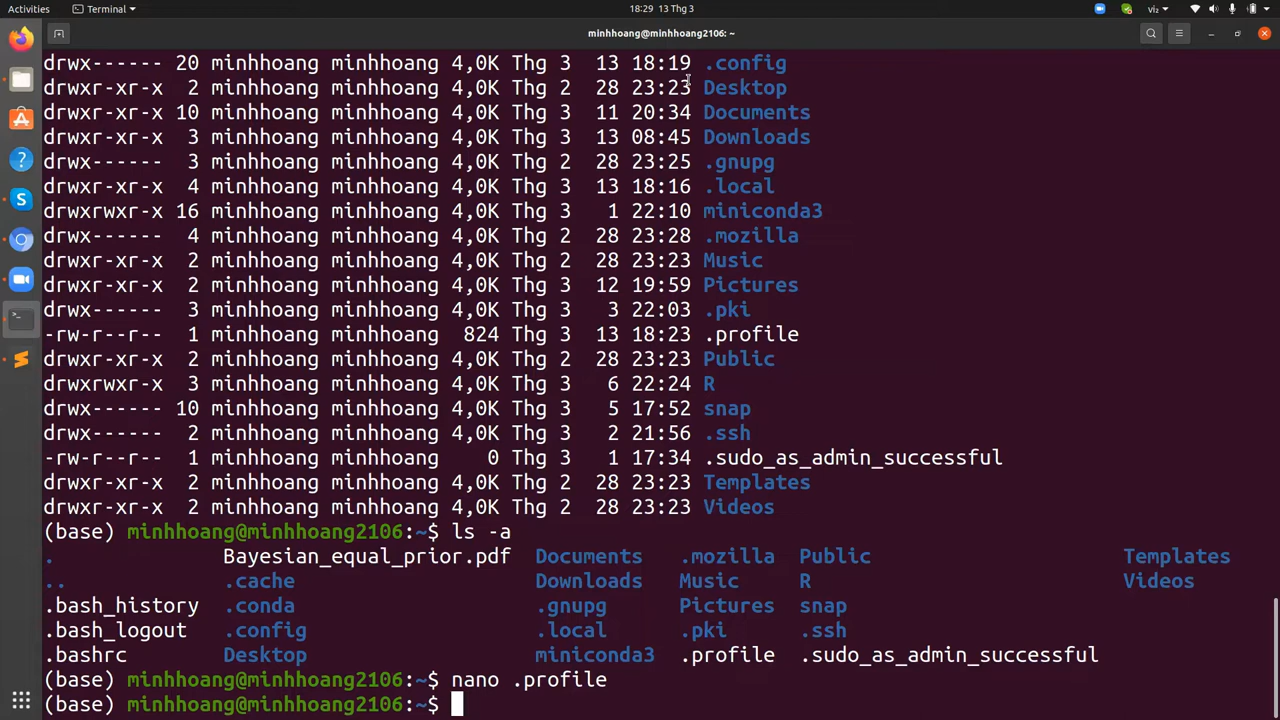 Activities Terminal 18:29 13 Thg 3 vi2
minhhoang@minhhoang2106: ~
drwx------ 20 minhhoang minhhoang 4,0K Thg 3 13 18:19 .config
drwxr-xr-x 2 minhhoang minhhoang 4,0K Thg 2 28 23:23 Desktop
drwxr-xr-x 10 minhhoang minhhoang 4,0K Thg 3 11 20:34 Documents
drwxr-xr-x 3 minhhoang minhhoang 4,0K Thg 3 13 08:45 Downloads
drwx------ 3 minhhoang minhhoang 4,0K Thg 2 28 23:25 .gnupg
drwxr-xr-x 4 minhhoang minhhoang 4,0K Thg 3 13 18:16 .local
drwxrwxr-x 16 minhhoang minhhoang 4,0K Thg 3 1 22:10 miniconda3
drwx------ 4 minhhoang minhhoang 4,0K Thg 2 28 23:28 .mozilla
drwxr-xr-x 2 minhhoang minhhoang 4,0K Thg 2 28 23:23 Music
drwxr-xr-x 2 minhhoang minhhoang 4,0K Thg 3 12 19:59 Pictures
drwx------ 3 minhhoang minhhoang 4,0K Thg 3 3 22:03 .pki
-rw-r--r-- 1 minhhoang minhhoang 824 Thg 3 13 18:23 .profile
drwxr-xr-x 2 minhhoang minhhoang 4,0K Thg 2 28 23:23 Public
drwxrwxr-x 3 minhhoang minhhoang 4,0K Thg 3 6 22:24 R
drwx------ 10 minhhoang minhhoang 4,0K Thg 3 5 17:52 snap
drwx------ 2 minhhoang minhhoang 4,0K Thg 3 2 21:56 .ssh
-rw-r--r-- 1 minhhoang minhhoang 0 Thg 3 1 17:34 .sudo_as_admin_successful
drwxr-xr-x 2 minhhoang minhhoang 4,0K Thg 2 28 23:23 Templates
drwxr-xr-x 2 minhhoang minhhoang 4,0K Thg 2 28 23:23 Videos
(base) minhhoang@minhhoang2106:~$ ls -a
. Bayesian_equal_prior.pdf Documents .mozilla Public Templates
.. .cache Downloads Music R Videos
.bash_history .conda .gnupg Pictures snap
.bash_logout .config .local .pki .ssh
.bashrc Desktop miniconda3 .profile .sudo_as_admin_successful
(base) minhhoang@minhhoang2106:~$ nano .profile
(base) minhhoang@minhhoang2106:~$